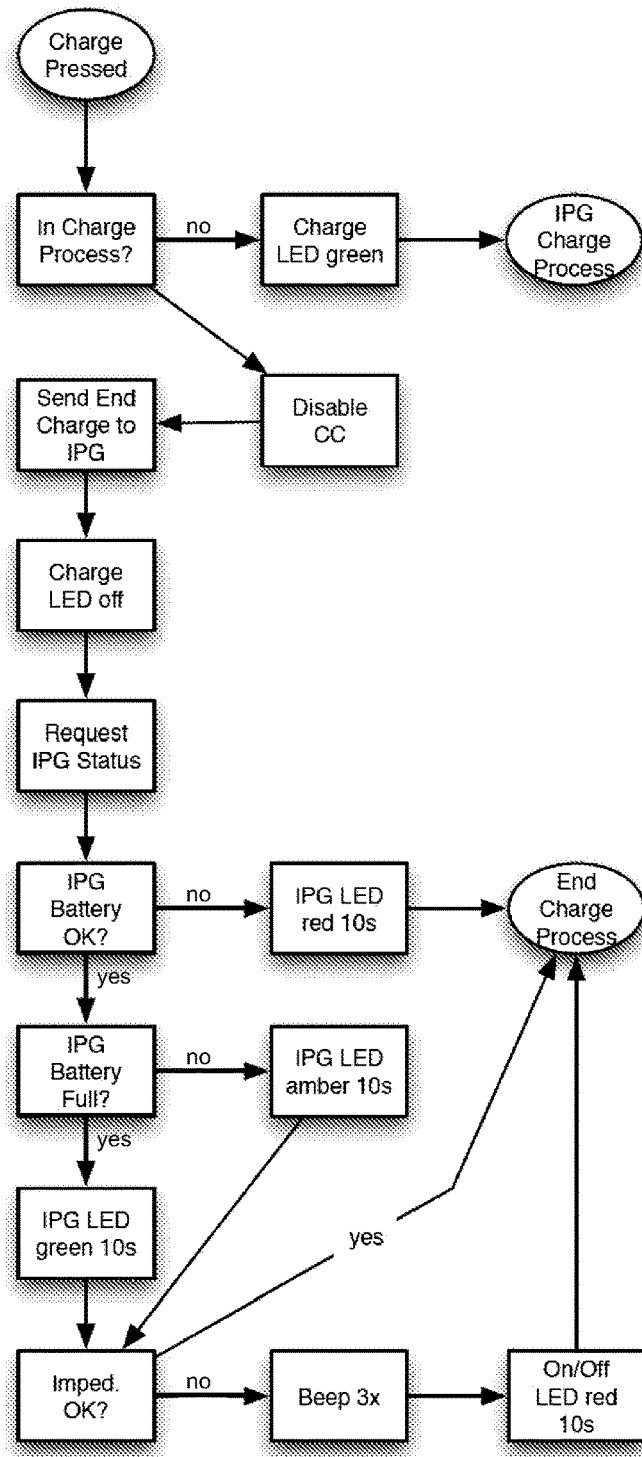 Charge
Pressed
In Charge
Process?
no
Charge
LED green
IPG
Charge
Process
Send End
Charge to
IPG
Disable
CC
Charge
LED off
Request
IPG Status
IPG
Battery
OK?
no
IPG LED
red 10s
End
Charge
Process
yes
IPG
Battery
Full?
no
IPG LED
amber 10s
yes
IPG LED
green 10s
yes
Imped.
OK?
no
Beep 3x
On/Off
LED red
10s